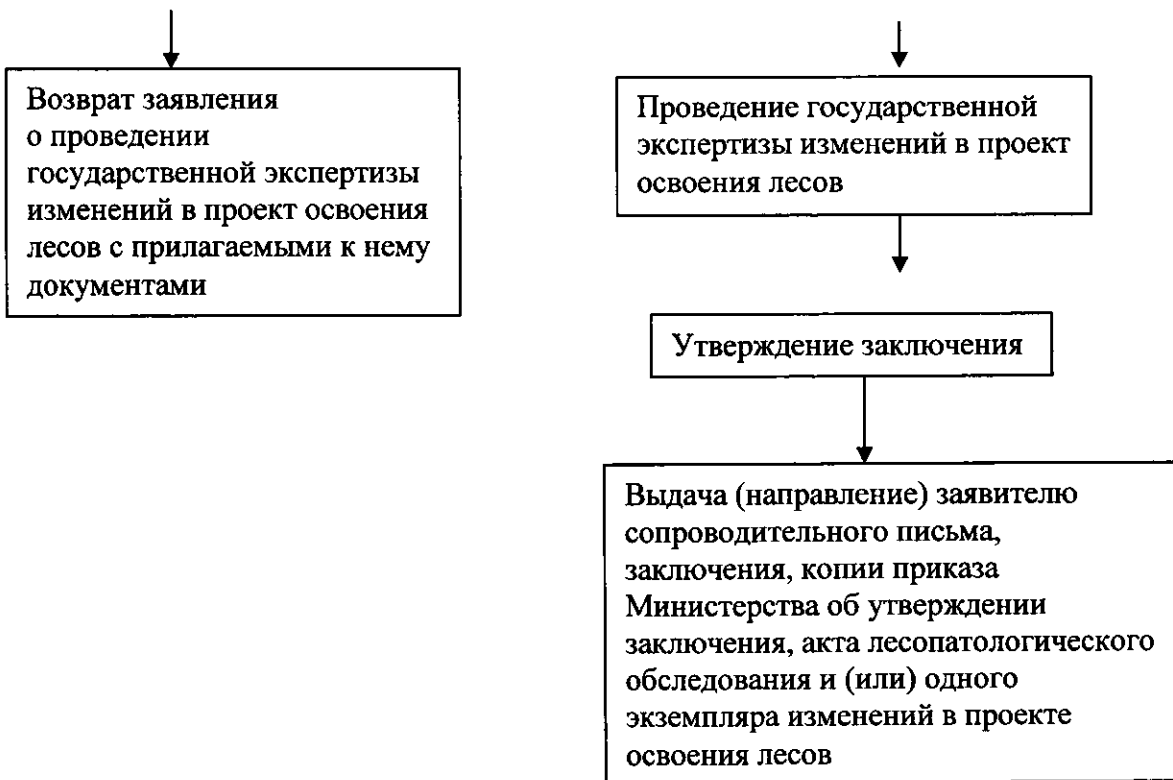 Возврат заявления
о проведении
государственной экспертизы
изменений в проект освоения
лесов с прилагаемыми к нему
документами
Проведение государственной
экспертизы изменений в проект
освоения лесов
Утверждение заключения
Выдача (направление) заявителю
сопроводительного письма,
заключения, копии приказа
Министерства об утверждении
заключения, акта лесопатологического
обследования и (или) одного
экземпляра изменений в проекте
освоения лесов